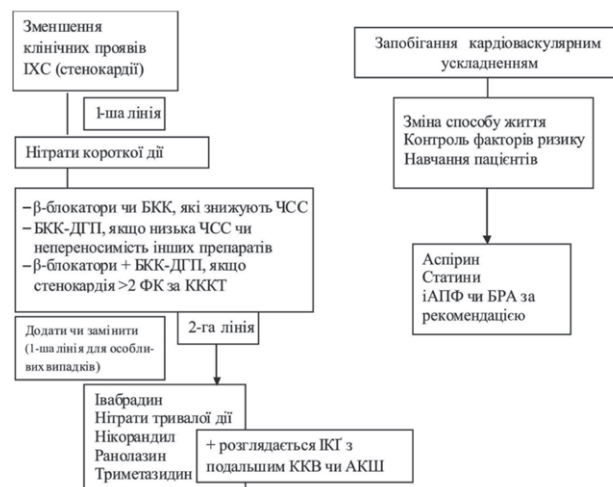 Зменшення
клінічних проявів
ІХС (стенокардії)
1-ша лінія
Нітрати короткої дії
–β-блокатори чи БКК, які знижують ЧСС
–БКК-ДГП, якщо низька ЧСС чи
непереносимість інших препаратів
–β-блокатори + БКК-ДГП, якщо
стенокардія >2 ФК за КККТ
Додати чи замінити
(1-ша лінія для особли-
вих випадків)
2-га лінія
Івабрадин
Нітрати тривалої дії
Нікорандил
Ранолазин
Триметазидин
+ розглядається ІКҐ з
подальшим ККВ чи АКШ
Запобігання кардіоваскулярним
ускладненням
Зміна способу життя
Контроль факторів ризику
Навчання пацієнтів
Аспирин
Статини
іАПФ чи БРА за
рекомендацією